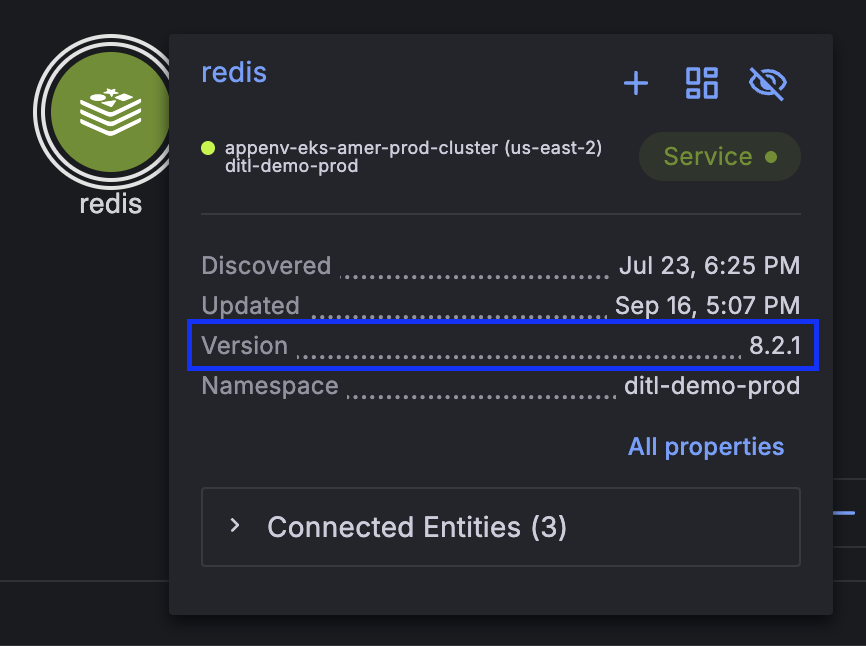 redis
redis
appenv-eks-amer-prod-cluster (us-east-2)
ditl-demo-prod
Service
Discovered Jul 23, 6:25 PM
Updated Sep 16, 5:07 PM
Version 8.2.1
Namespace ditl-demo-prod
All properties
Connected Entities (3)